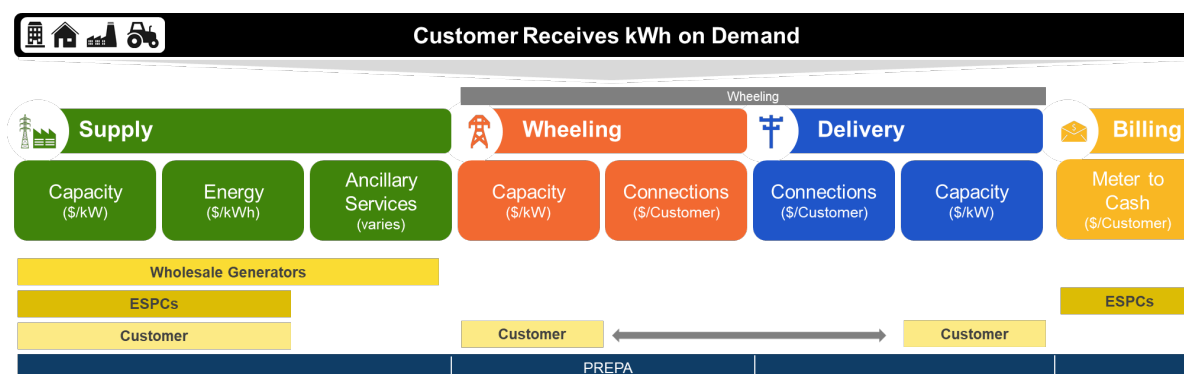 Customer Receives kWh on Demand
Wheeling
Supply
Wheeling
Delivery
Billing
Capacity
($/kW)
Energy
($/kWh)
Ancillary
Services
(varies)
Capacity
($/kW)
Connections
($/Customer)
Connections
($/Customer)
Capacity
($/kW)
Meter to
Cash
($/Customer)
Wholesale Generators
ESPCs
ESPCs
Customer
Customer
Customer
PREPA